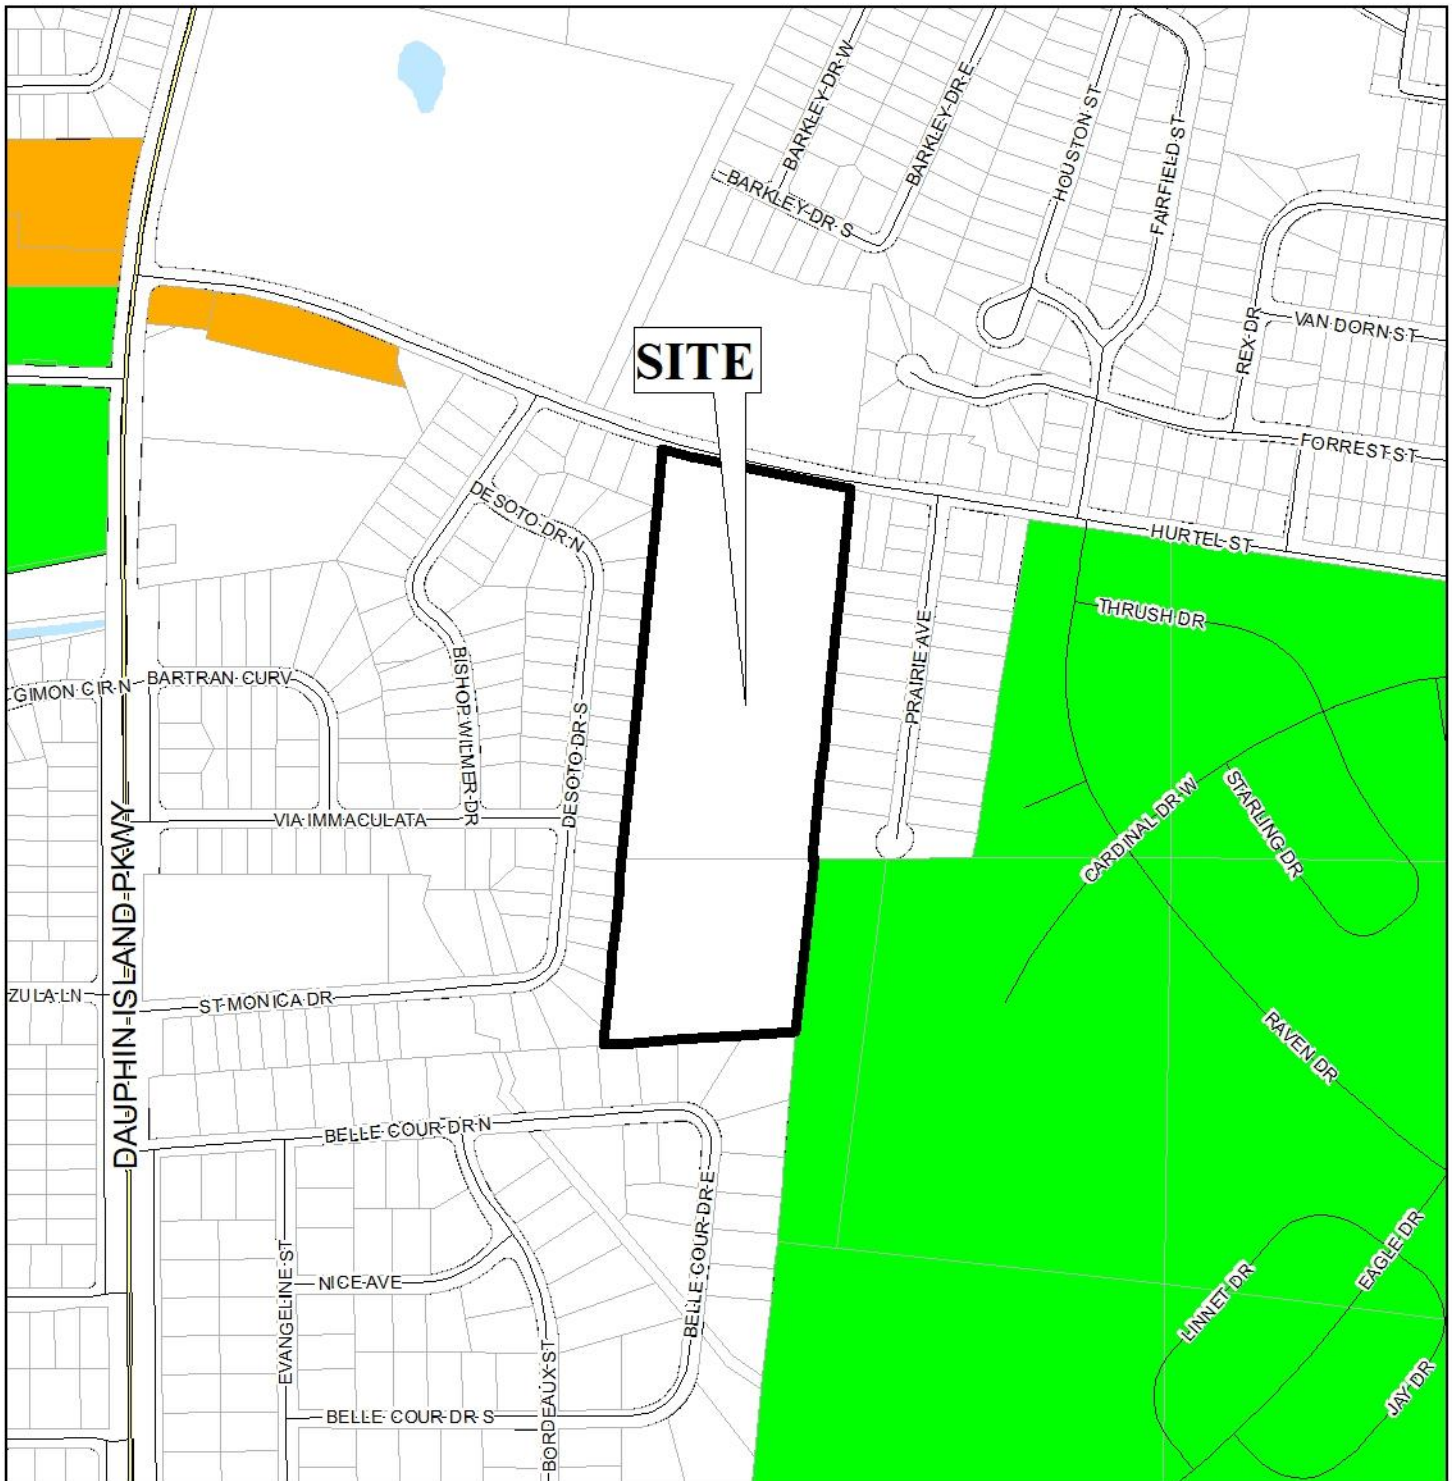 BARKLEY DR W
BARKLEY DR E
HOUSTON ST
FAIRFIELD ST
BARKLEY DR S
REX DR
VAN DORN ST
SITE
FORREST ST
DESOTO DR N
HURTEL ST
THRUSH DR
PRAIRIE AVE
GIMON CIR N
BARTRAN CURV
BISHOP WILMER DR
DESOTO DR S
CARDINAL DR W
STARLING DR
VIA IMMACULATA
DAUPHIN ISLAND PKWY
ZULA LN
ST MONICA DR
RAVEN DR
BELLE COUR DR N
BELLE COUR DR E
EVANGELINE ST
NICE AVE
EAGLE DR
LINNET DR
BORDEAUX ST
JAY DR
BELLE COUR DR S